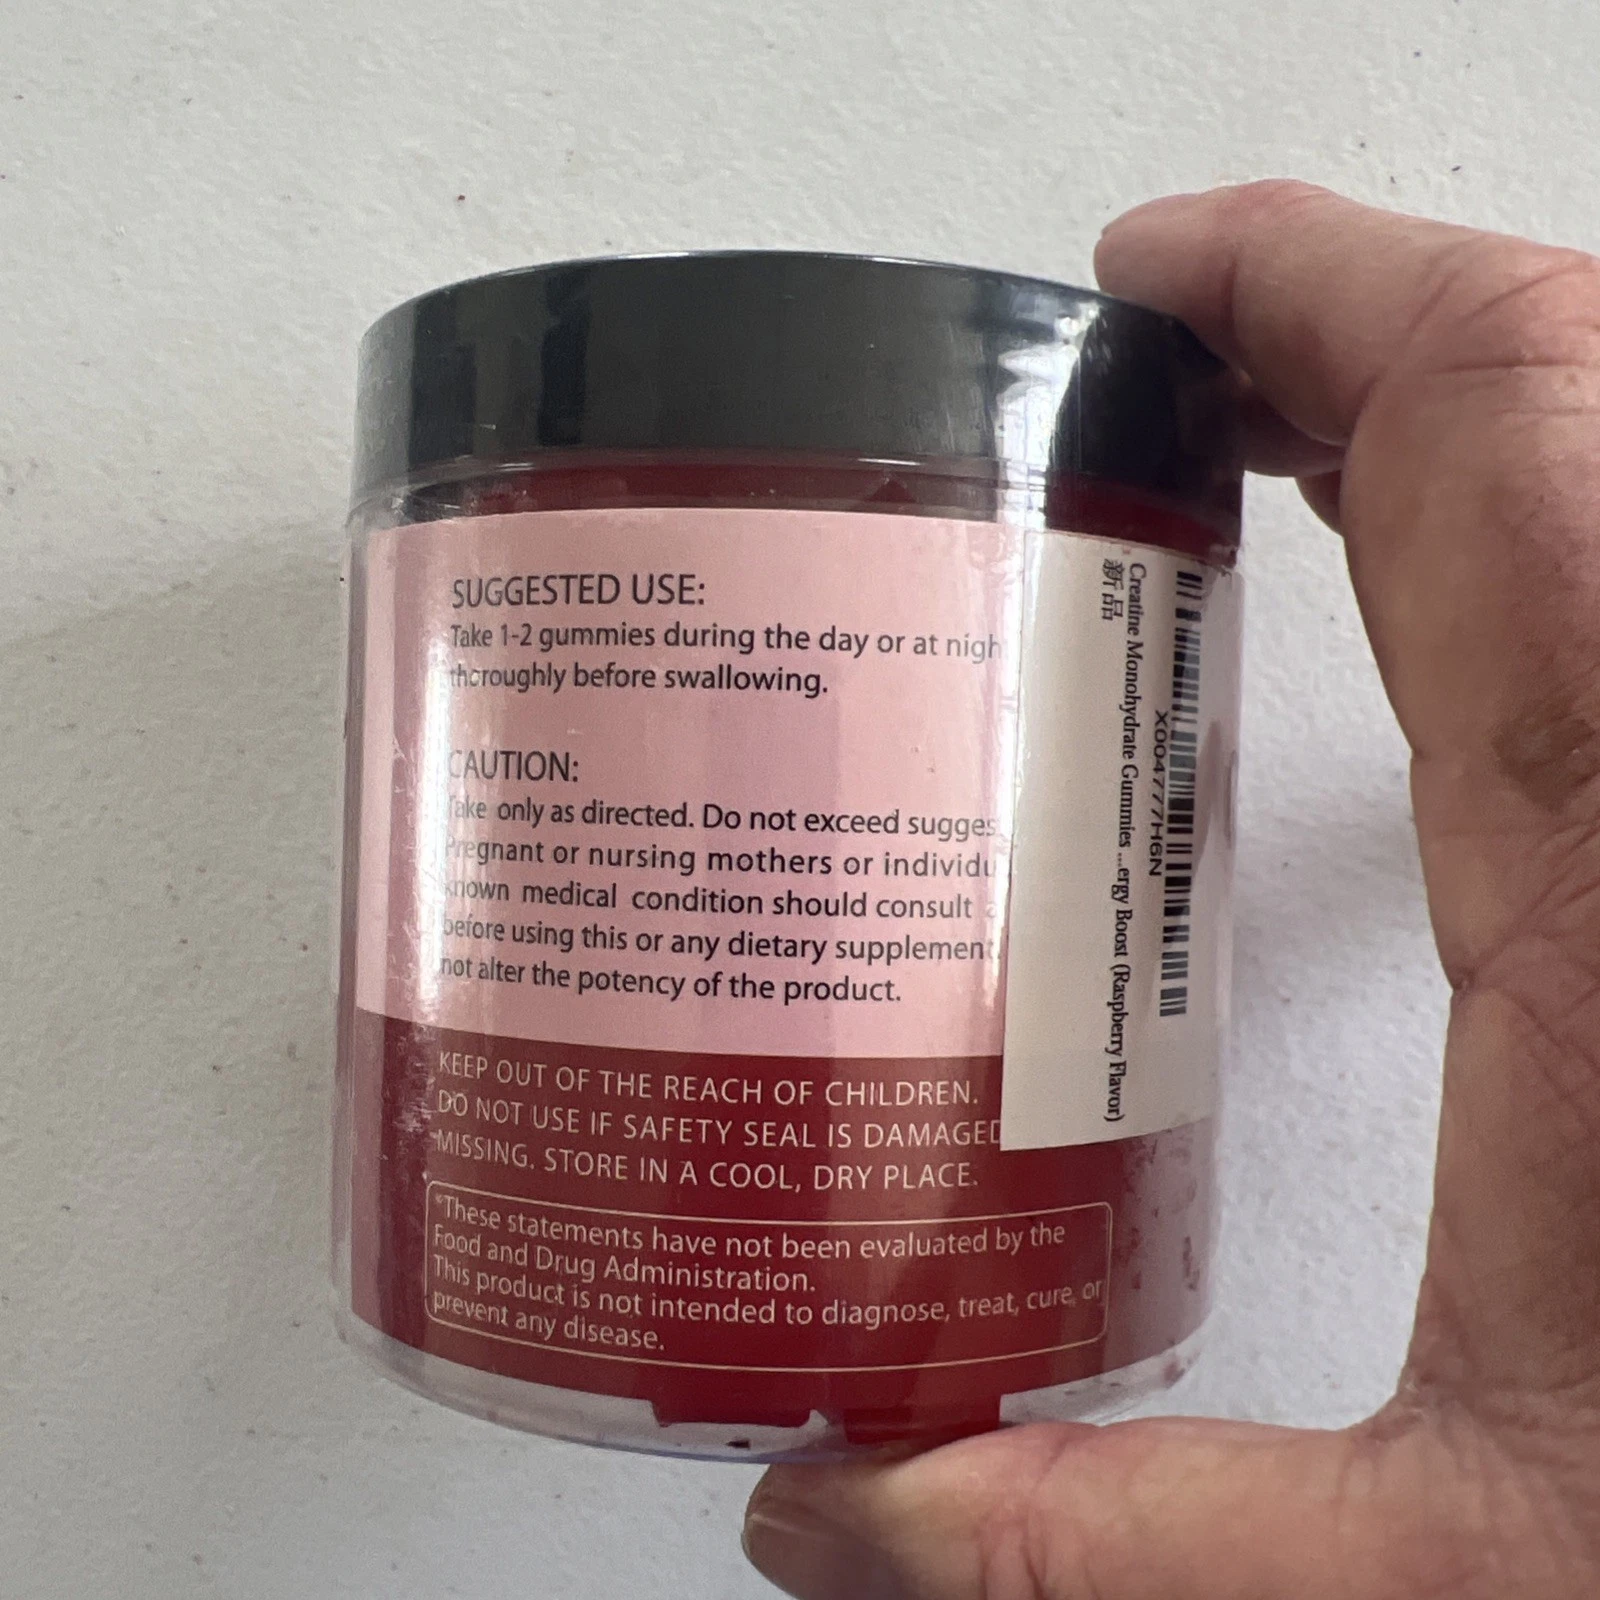 SUGGESTED USE:
Take 1-2 gummies during the day or at nigh
thoroughly before swallowing.
CAUTION:
Take only as directed. Do not exceed sugges
Pregnant or nursing mothers or individu
known medical condition should consult a
before using this or any dietary supplement.
not alter the potency of the product.
KEEP OUT OF THE REACH OF CHILDREN.
DO NOT USE IF SAFETY SEAL IS DAMAGED
MISSING. STORE IN A COOL, DRY PLACE.
*These statements have not been evaluated by the
Food and Drug Administration.
This product is not intended to diagnose, treat, cure, or
prevent any disease.
X004777H6N
Creatine Monohydrate Gummies ...ergy Boost (Raspberry Flavor)
新品